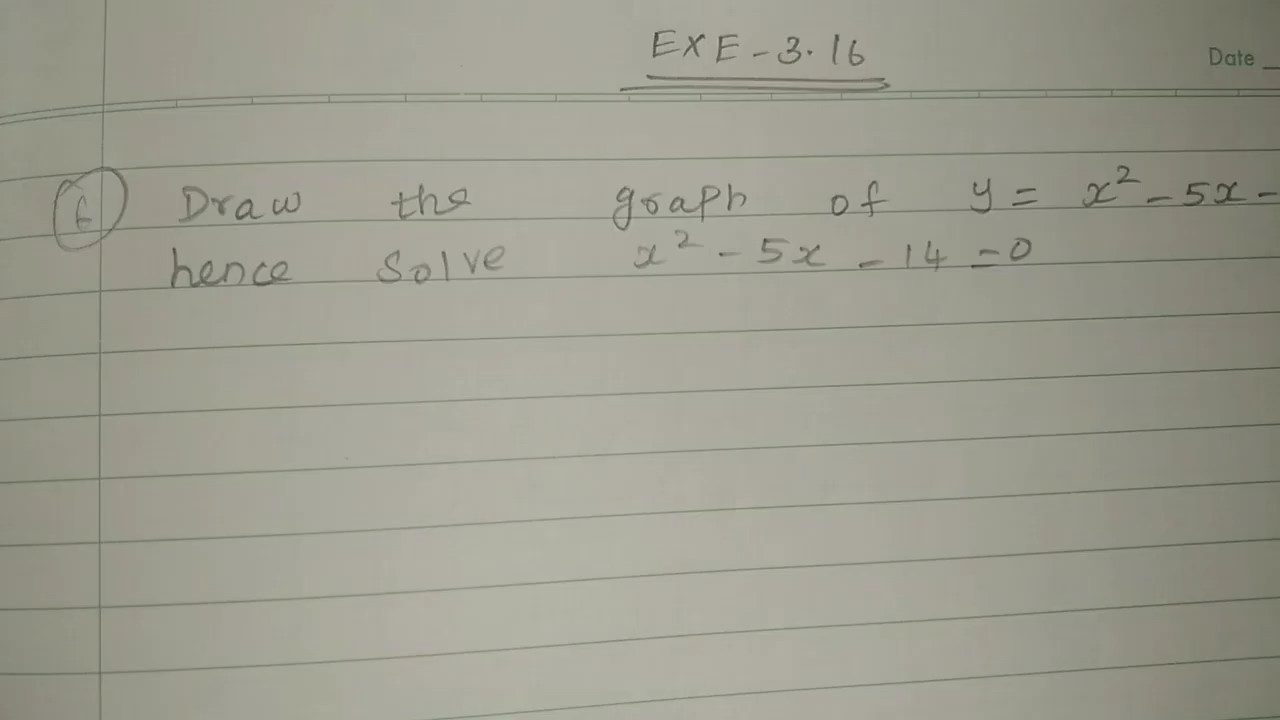 EXE - 3.16
Date
6 Draw the graph of y = x² - 5x -
hence solve x² - 5x - 14 = 0